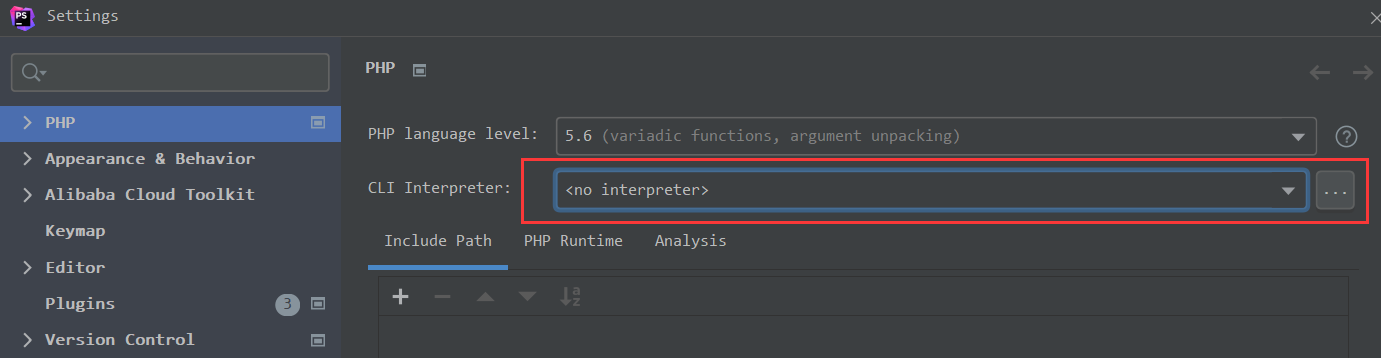 PS Settings
PHP
Appearance & Behavior
Alibaba Cloud Toolkit
Keymap
Editor
Plugins 3
Version Control
PHP
PHP language level: 5.6 (variadic functions, argument unpacking) ?
CLI Interpreter: <no interpreter> ...
Include Path PHP Runtime Analysis
a
z